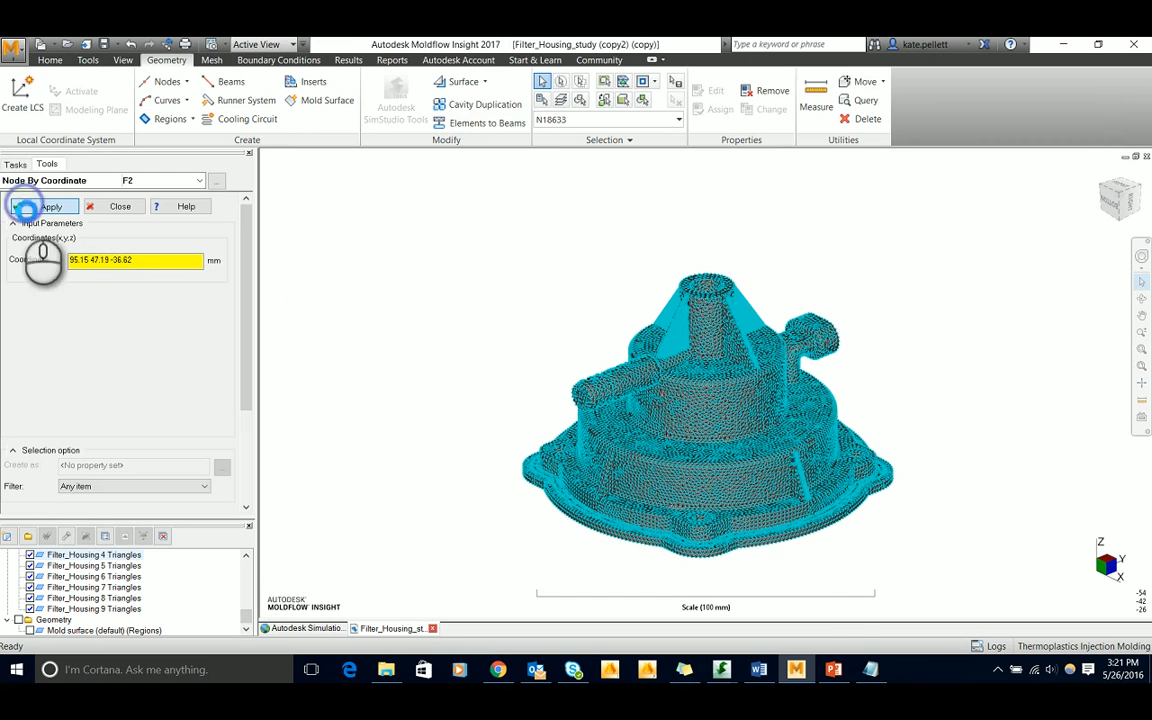 Active View
Autodesk Moldflow Insight 2017 [Filter_Housing_study (copy2) (copy)]
Type a keyword or phrase
kate.pellett
Home Tools View Geometry Mesh Boundary Conditions Results Reports Autodesk Account Start & Learn Community
Create LCS
Activate
Modeling Plane
Local Coordinate System
Nodes
Curves
Regions
Beams
Runner System
Cooling Circuit
Inserts
Mold Surface
Create
Autodesk
SimStudio Tools
Surface
Cavity Duplication
Elements to Beams
Modify
N18633
Selection
Edit
Remove
Assign
Change
Properties
Measure
Move
Query
Delete
Utilities
Tasks Tools
Node By Coordinate F2
Apply Close ? Help
Input Parameters
Coordinates(x,y,z)
95.15 47.19 -36.62 mm
Selection option
Create as <No property set>
Filter: Any item
Filter_Housing 4 Triangles
Filter_Housing 5 Triangles
Filter_Housing 6 Triangles
Filter_Housing 7 Triangles
Filter_Housing 8 Triangles
Filter_Housing 9 Triangles
Geometry
Mold surface (default) (Regions)
AUTODESK
MOLDFLOW INSIGHT
Scale (100 mm)
Z
Y
X
-54
-42
-26
Autodesk Simulatio...
Filter_Housing_st...
Ready
Logs
Thermoplastics Injection Molding
I'm Cortana. Ask me anything.
3:21 PM
5/26/2016